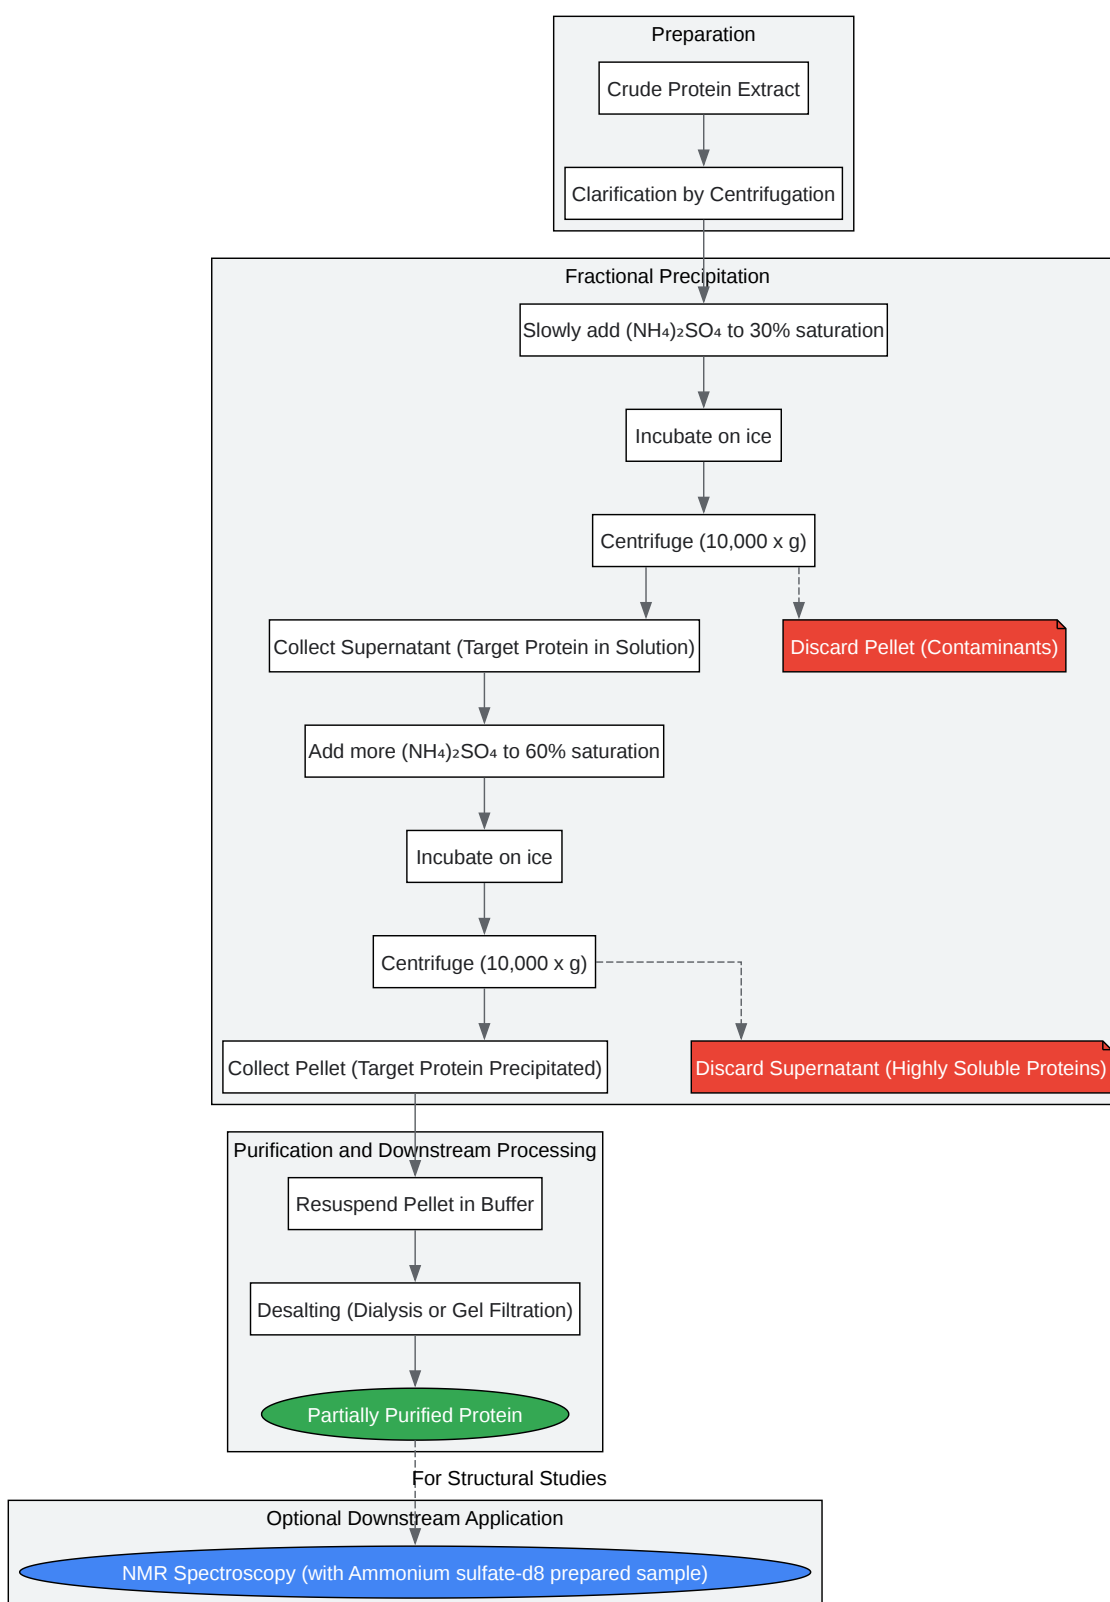 Preparation
Crude Protein Extract
Clarification by Centrifugation
Fractional Precipitation
Slowly add (NH₄)₂SO₄ to 30% saturation
Incubate on ice
Centrifuge (10,000 x g)
Collect Supernatant (Target Protein in Solution)
Discard Pellet (Contaminants)
Add more (NH₄)₂SO₄ to 60% saturation
Incubate on ice
Centrifuge (10,000 x g)
Collect Pellet (Target Protein Precipitated)
Discard Supernatant (Highly Soluble Proteins)
Purification and Downstream Processing
Resuspend Pellet in Buffer
Desalting (Dialysis or Gel Filtration)
Partially Purified Protein
For Structural Studies
Optional Downstream Application
NMR Spectroscopy (with Ammonium sulfate-d8 prepared sample)